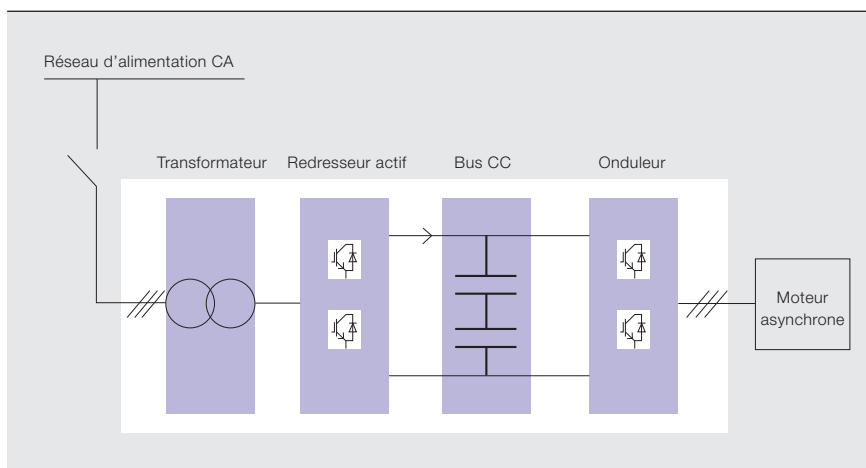 Réseau d’alimentation CA
Transformateur
Redresseur actif
Bus CC
Onduleur
Moteur
asynchrone